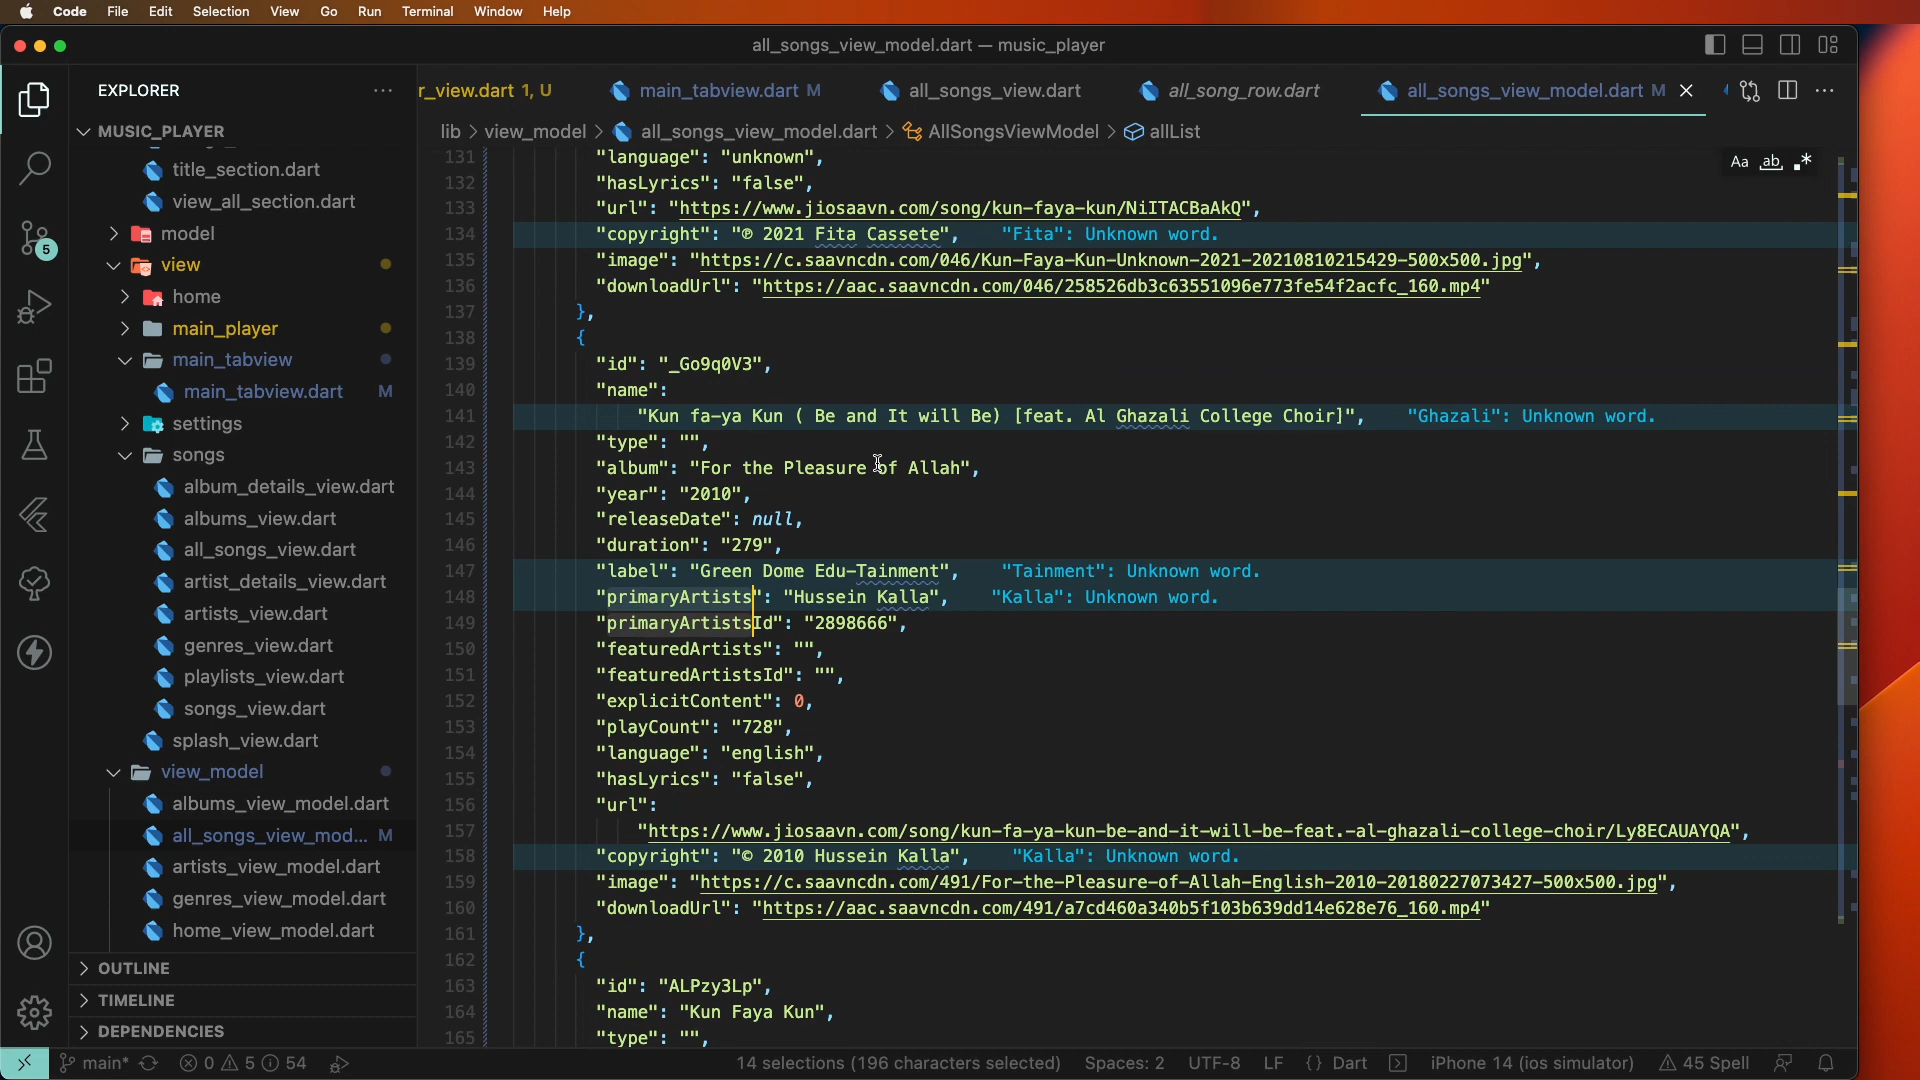 Code File Edit Selection View Go Run Terminal Window Help
all_songs_view_model.dart — music_player
EXPLORER
MUSIC_PLAYER
title_section.dart
view_all_section.dart
model
view
home
main_player
main_tabview
main_tabview.dart M
settings
songs
album_details_view.dart
albums_view.dart
all_songs_view.dart
artist_details_view.dart
artists_view.dart
genres_view.dart
playlists_view.dart
songs_view.dart
splash_view.dart
view_model
albums_view_model.dart
all_songs_view_mod... M
artists_view_model.dart
genres_view_model.dart
home_view_model.dart
OUTLINE
TIMELINE
DEPENDENCIES
5
r_view.dart 1, U main_tabview.dart M all_songs_view.dart all_song_row.dart all_songs_view_model.dart M
lib > view_model > all_songs_view_model.dart > AllSongsViewModel > allList
Aa ab .*
131 "language": "unknown",
132 "hasLyrics": "false",
133 "url": "https://www.jiosaavn.com/song/kun-faya-kun/NiITACBaAkQ",
134 "copyright": "℗ 2021 Fita Cassete", "Fita": Unknown word.
135 "image": "https://c.saavncdn.com/046/Kun-Faya-Kun-Unknown-2021-20210810215429-500x500.jpg",
136 "downloadUrl": "https://aac.saavncdn.com/046/258526db3c63551096e773fe54f2acfc_160.mp4"
137 },
138 {
139 "id": "_Go9q0V3",
140 "name":
141 "Kun fa-ya Kun ( Be and It will Be) [feat. Al Ghazali College Choir]", "Ghazali": Unknown word.
142 "type": "",
143 "album": "For the Pleasure of Allah",
144 "year": "2010",
145 "releaseDate": null,
146 "duration": "279",
147 "label": "Green Dome Edu-Tainment", "Tainment": Unknown word.
148 "primaryArtists": "Hussein Kalla", "Kalla": Unknown word.
149 "primaryArtistsId": "2898666",
150 "featuredArtists": "",
151 "featuredArtistsId": "",
152 "explicitContent": 0,
153 "playCount": "728",
154 "language": "english",
155 "hasLyrics": "false",
156 "url":
157 "https://www.jiosaavn.com/song/kun-fa-ya-kun-be-and-it-will-be-feat.-al-ghazali-college-choir/Ly8ECAUAYQA",
158 "copyright": "© 2010 Hussein Kalla", "Kalla": Unknown word.
159 "image": "https://c.saavncdn.com/491/For-the-Pleasure-of-Allah-English-2010-20180227073427-500x500.jpg",
160 "downloadUrl": "https://aac.saavncdn.com/491/a7cd460a340b5f103b639dd14e628e76_160.mp4"
161 },
162 {
163 "id": "ALPzy3Lp",
164 "name": "Kun Faya Kun",
165 "type": "",
main* 0 5 54 14 selections (196 characters selected) Spaces: 2 UTF-8 LF {} Dart iPhone 14 (ios simulator) 45 Spell